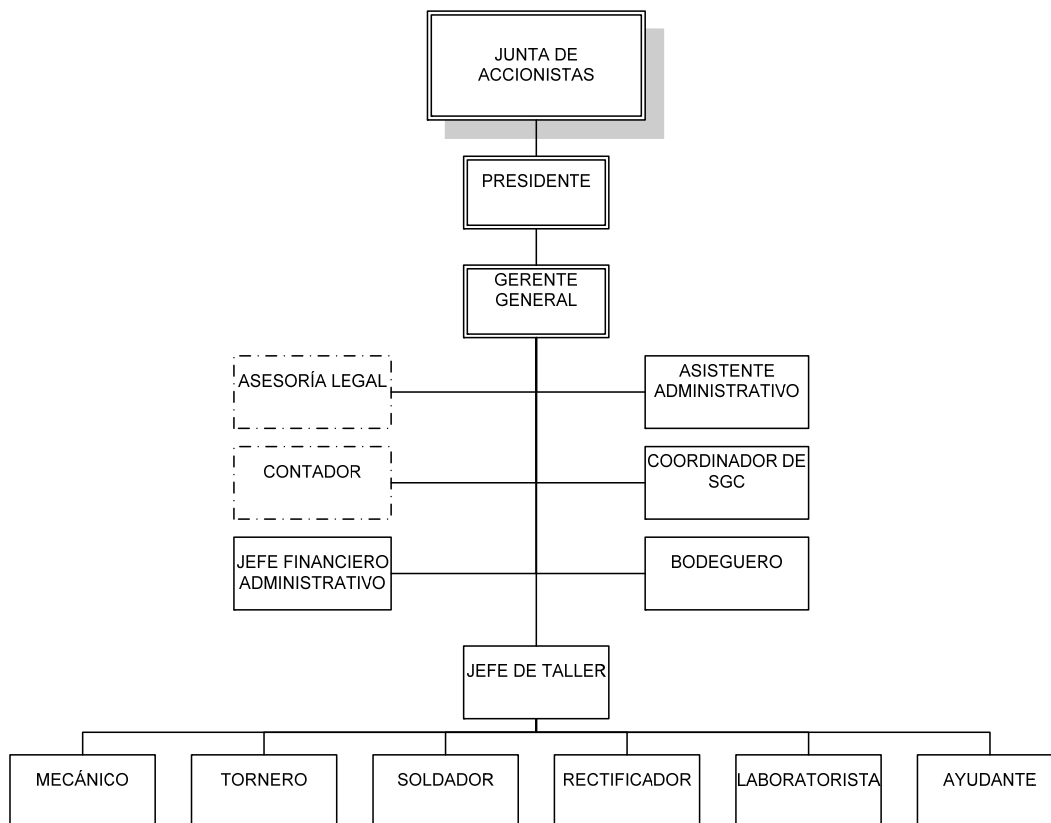 JUNTA DE
ACCIONISTAS
PRESIDENTE
GERENTE
GENERAL
ASESORÍA LEGAL
ASISTENTE
ADMINISTRATIVO
CONTADOR
COORDINADOR DE
SGC
JEFE FINANCIERO
ADMINISTRATIVO
BODEGUERO
JEFE DE TALLER
MECÁNICO
TORNERO
SOLDADOR
RECTIFICADOR
LABORATORISTA
AYUDANTE